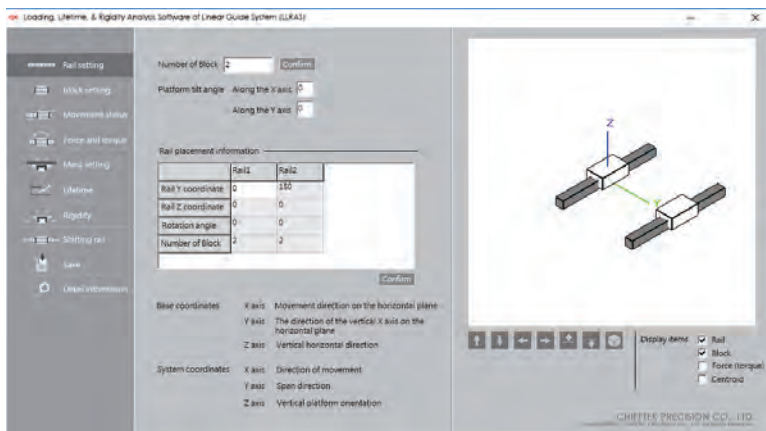 Loading, Lifetime, & Rigidity Analysis Software of Linear Guide System (LLRAS)
Rail setting
Block setting
Movement status
Force and torque
Mass setting
Lifetime
Rigidity
Shifting rail
Save
Number of Block 2 Confirm
Platform tilt angle Along the X axis 0
Along the Y axis 0
Rail placement information
Rail1 Rail2
Rail Y coordinate 0 150
Rail Z coordinate 0 0
Rotation angle 0 0
Number of Block 2 2
Confirm
Base coordinates X axis Movement direction on the horizontal plane
Y axis The direction of the vertical X axis on the horizontal plane
Z axis Vertical horizontal direction
System coordinates X axis Direction of movement
Y axis Span direction
Z axis Vertical platform orientation
Z
Y
Display items Rail
Block
Force (torque)
Centroid
CHIEFTEK PRECISION CO., LTD.